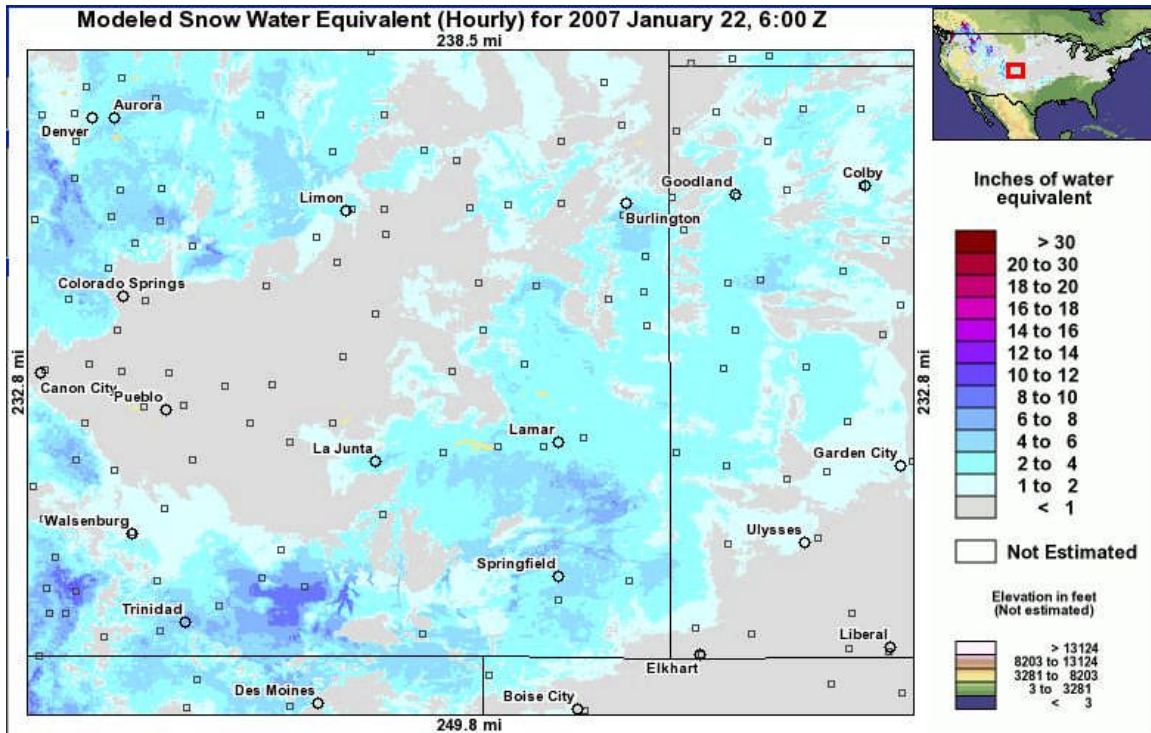 Modeled Snow Water Equivalent (Hourly) for 2007 January 22, 6:00 Z
238.5 mi
Aurora
Denver
Limon
Goodland
Colby
Burlington
Colorado Springs
232.8 mi
232.8 mi
Canon City
Pueblo
Lamar
La Junta
Garden City
Walsenburg
Ulysses
Springfield
Trinidad
Liberal
Elkhart
Des Moines
Boise City
249.8 mi
Inches of water
equivalent
> 30
20 to 30
18 to 20
16 to 18
14 to 16
12 to 14
10 to 12
8 to 10
6 to 8
4 to 6
2 to 4
1 to 2
< 1
Not Estimated
Elevation in feet
(Not estimated)
> 13124
8203 to 13124
3281 to 8203
3 to 3281
< 3